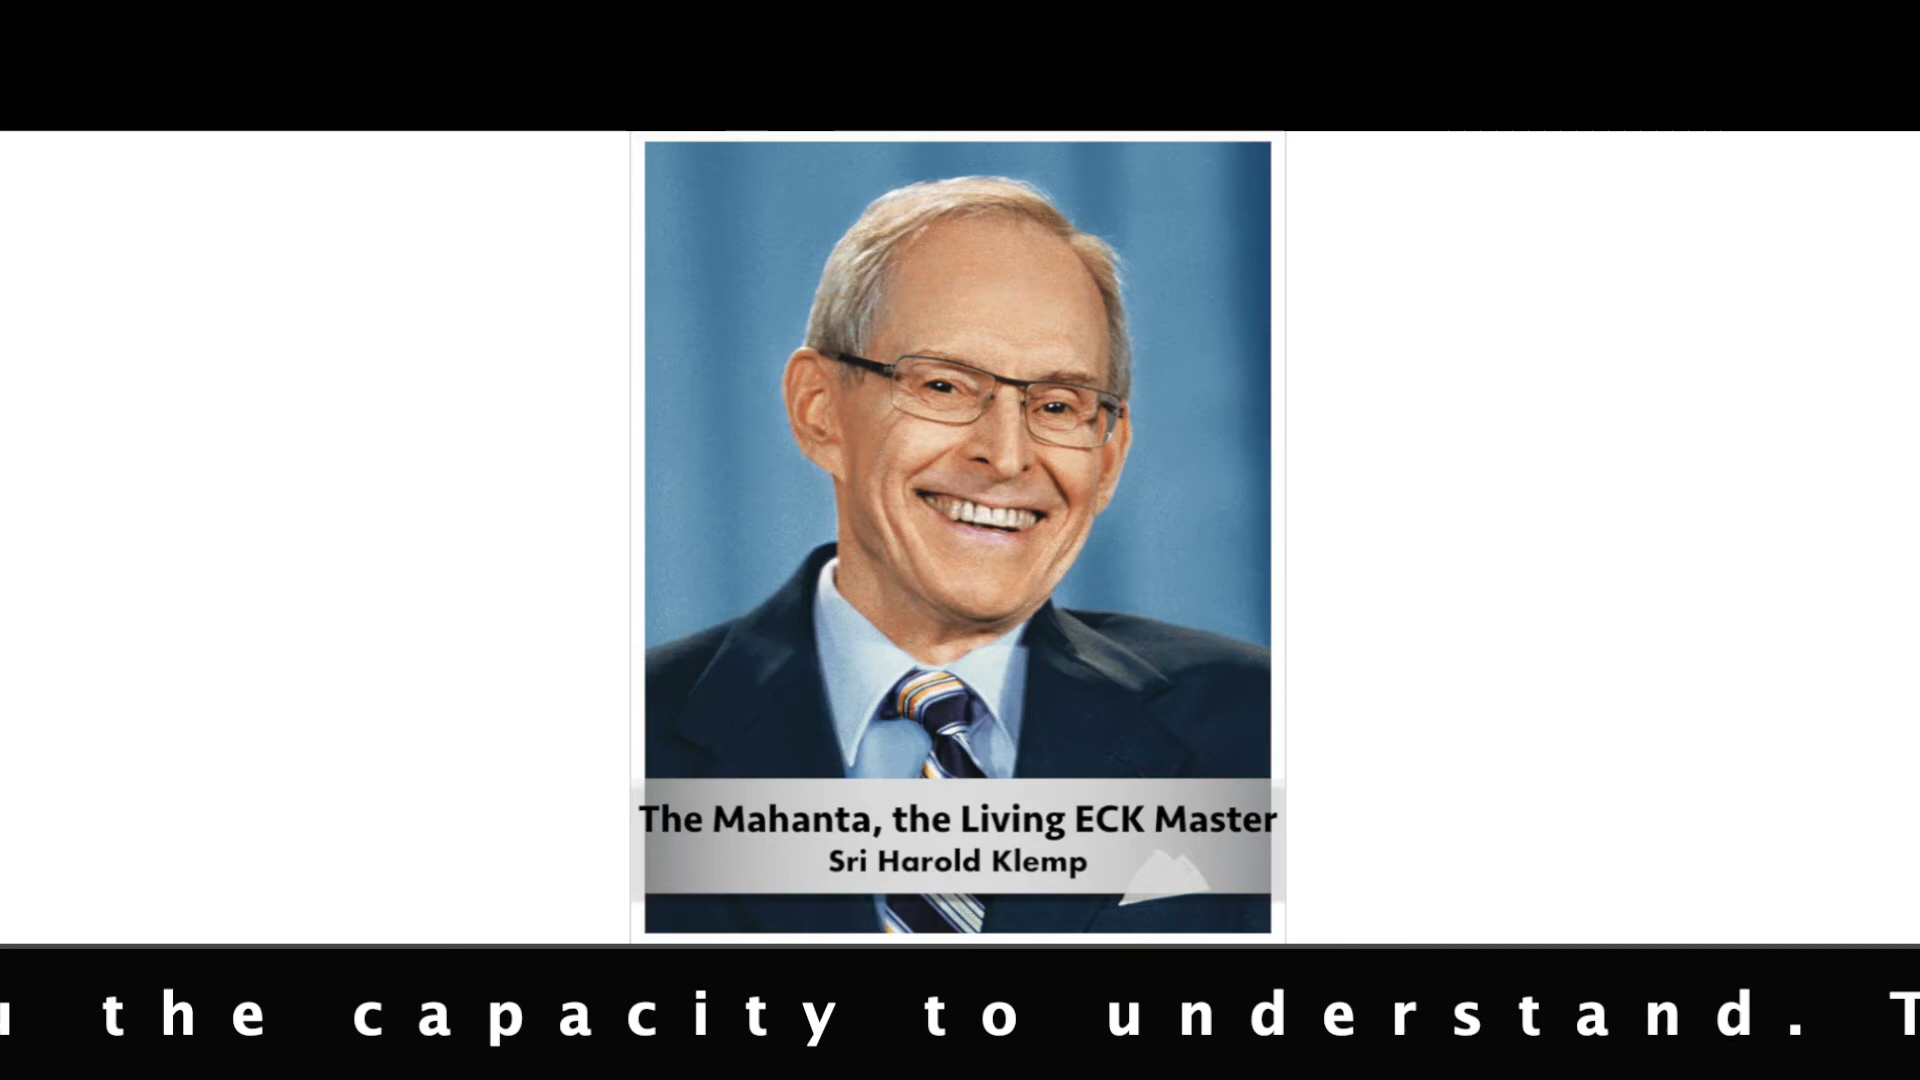 The Mahanta, the Living ECK Master
Sri Harold Klemp
the capacity to understand.